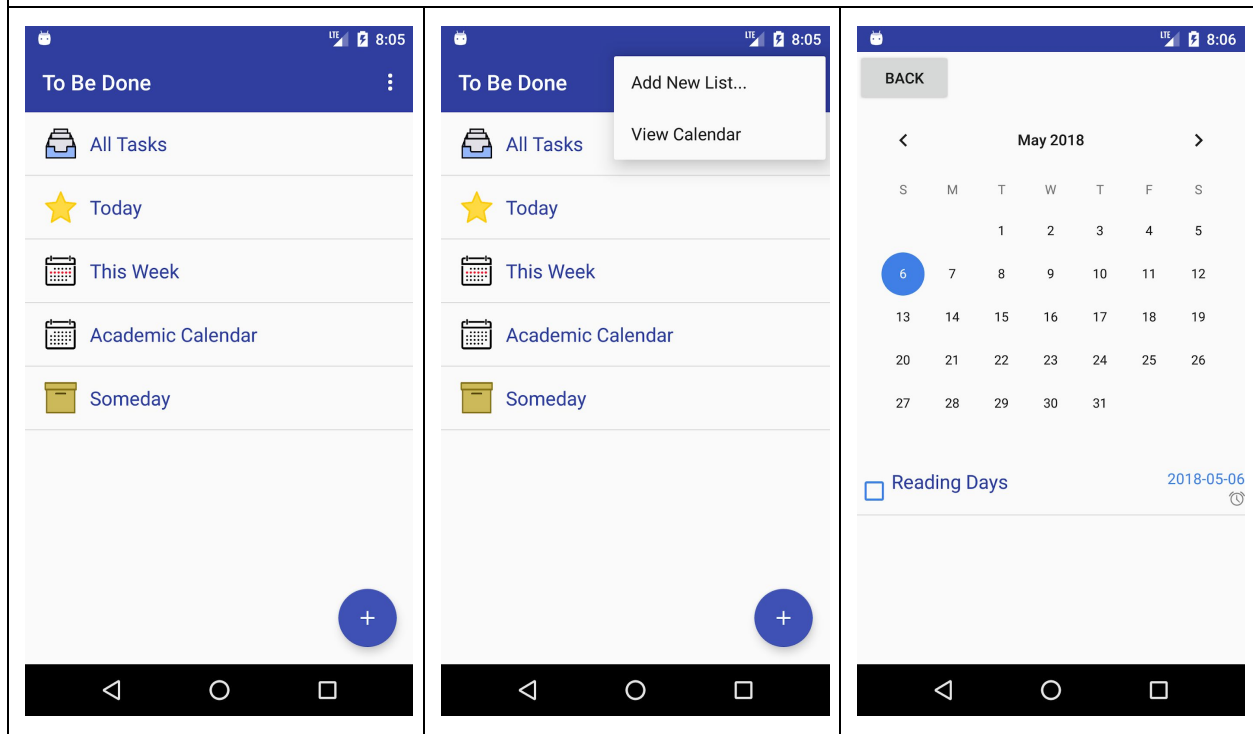 LTE 8:05
To Be Done
All Tasks
Today
This Week
Academic Calendar
Someday
+
LTE 8:05
To Be Done
Add New List...
View Calendar
All Tasks
Today
This Week
Academic Calendar
Someday
+
LTE 8:06
BACK
May 2018
S M T W T F S
1 2 3 4 5
6 7 8 9 10 11 12
13 14 15 16 17 18 19
20 21 22 23 24 25 26
27 28 29 30 31
Reading Days 2018-05-06